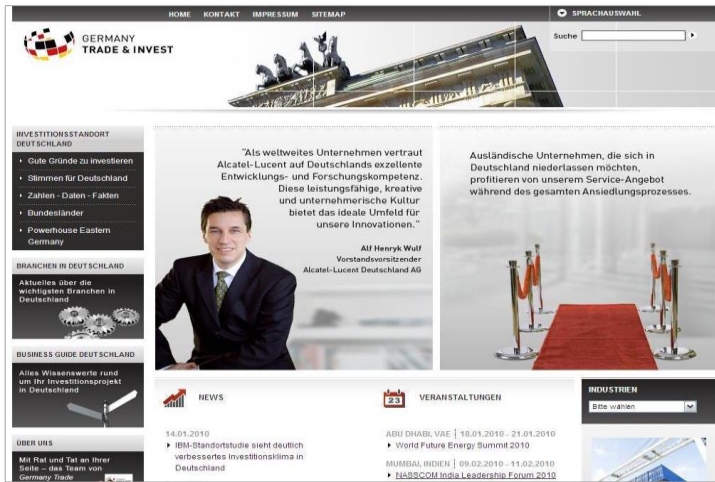 HOME KONTAKT IMPRESSUM SITEMAP
SPRACHAUSWAHL
GERMANY
TRADE & INVEST
Suche
INVESTITIONSSTANDORT
DEUTSCHLAND
Gute Gründe zu investieren
Stimmen für Deutschland
Zahlen - Daten - Fakten
Bundesländer
Powerhouse Eastern
Germany
BRANCHEN IN DEUTSCHLAND
Aktuelles über die
wichtigsten Branchen in
Deutschland
BUSINESS GUIDE DEUTSCHLAND
Alles Wissenswerte rund
um Ihr Investitionsprojekt
in Deutschland
ÜBER UNS
Mit Rat und Tat an Ihrer
Seite – das Team von
Germany Trade
"Als weltweites Unternehmen vertraut
Alcatel-Lucent auf Deutschlands exzellente
Entwicklungs- und Forschungskompetenz.
Diese leistungsfähige, kreative
und unternehmerische Kultur
bietet das ideale Umfeld für
unsere Innovationen."
Alf Henryk Wulf
Vorstandsvorsitzender
Alcatel-Lucent Deutschland AG
Ausländische Unternehmen, die sich in
Deutschland niederlassen möchten,
profitieren von unserem Service-Angebot
während des gesamten Ansiedlungsprozesses.
NEWS
14.01.2010
IBM-Standortstudie sieht deutlich
verbessertes Investitionsklima in
Deutschland
23
VERANSTALTUNGEN
ABU DHABI, VAE | 18.01.2010 - 21.01.2010
World Future Energy Summit 2010
MUMBAI, INDIEN | 09.02.2010 - 11.02.2010
NASSCOM India Leadership Forum 2010
INDUSTRIEN
Bitte wählen